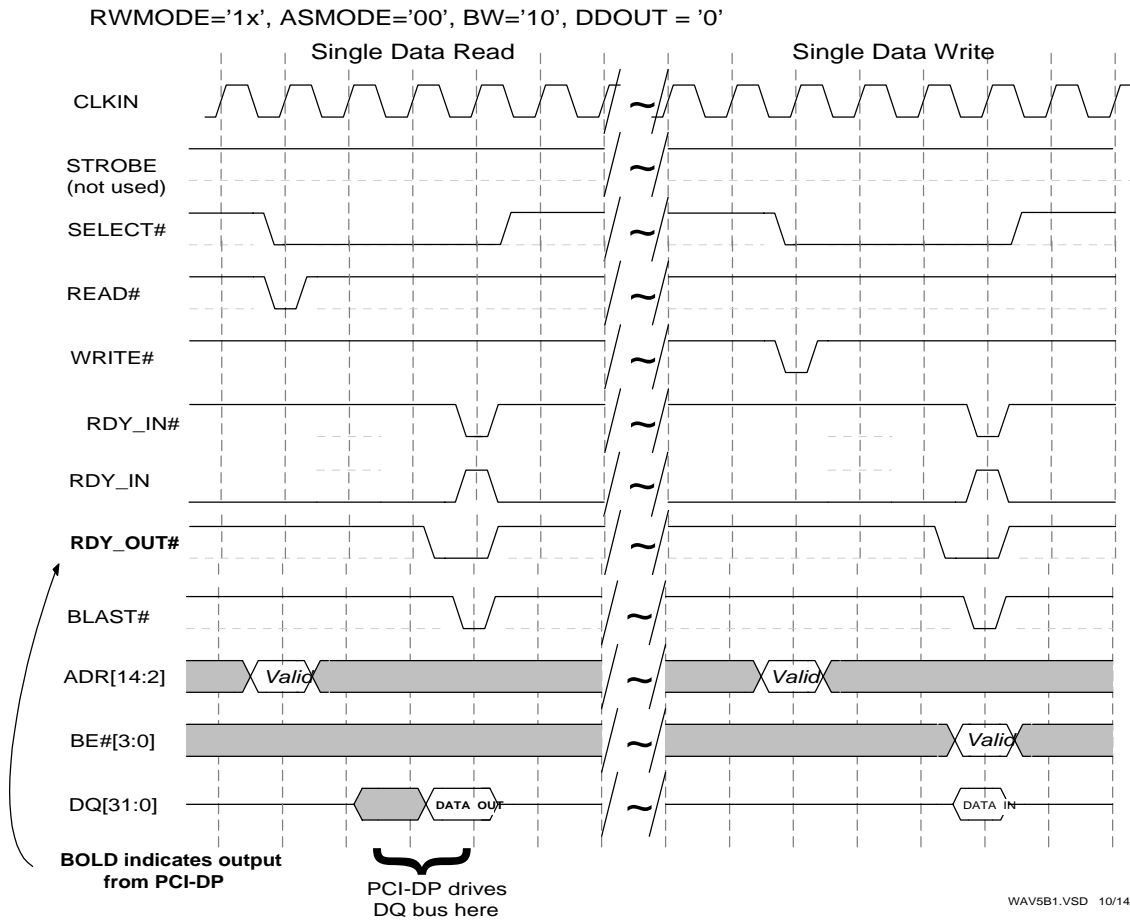 RWMODE='1x', ASMODE='00', BW='10', DDOUT = '0'
Single Data Read
Single Data Write
CLKIN
~
STROBE
(not used)
~
SELECT#
~
READ#
~
WRITE#
~
RDY_IN#
~
RDY_IN
~
RDY_OUT#
~
BLAST#
~
ADR[14:2]
Valid
~
Valid
BE#[3:0]
~
Valid
DQ[31:0]
DATA OUT
~
DATA IN
BOLD indicates output
from PCI-DP
PCI-DP drives
DQ bus here
WAV5B1.VSD 10/14